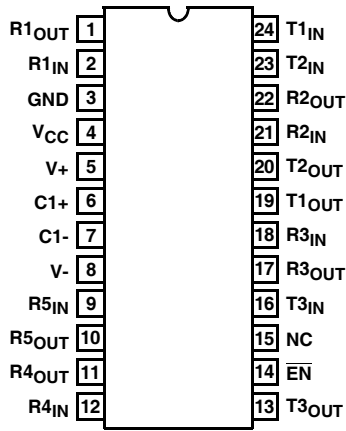 R1OUT 1 24 T1IN
R1IN 2 23 T2IN
GND 3 22 R2OUT
VCC 4 21 R2IN
V+ 5 20 T2OUT
C1+ 6 19 T1OUT
C1- 7 18 R3IN
V- 8 17 R3OUT
R5IN 9 16 T3IN
R5OUT 10 15 NC
R4OUT 11 14 E̅N̅
R4IN 12 13 T3OUT